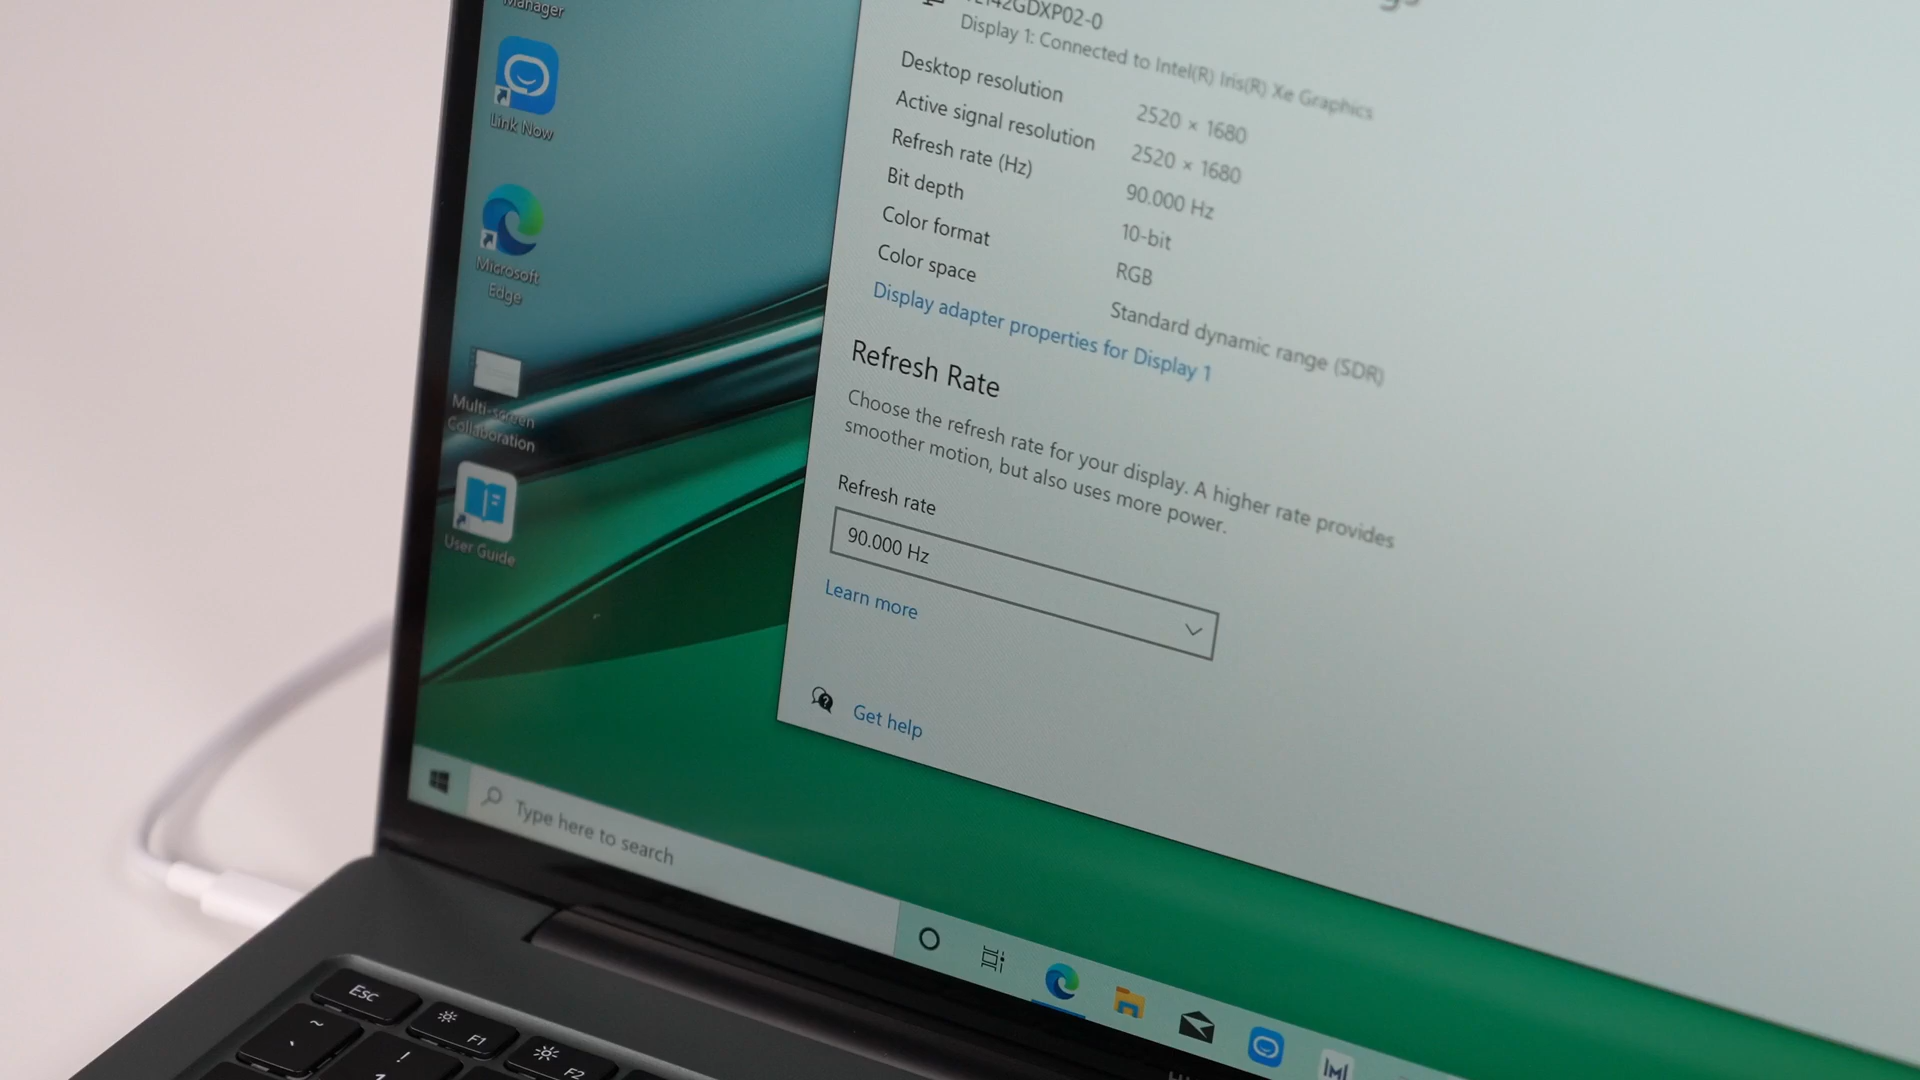 Manager
Link Now
Microsoft
Edge
Multi-screen
Collaboration
User Guide
142GDXP02-0
Display 1: Connected to Intel(R) Iris(R) Xe Graphics
Desktop resolution
2520 × 1680
Active signal resolution
2520 × 1680
Refresh rate (Hz)
90.000 Hz
Bit depth
10-bit
Color format
RGB
Color space
Standard dynamic range (SDR)
Display adapter properties for Display 1
Refresh Rate
Choose the refresh rate for your display. A higher rate provides
smoother motion, but also uses more power.
Refresh rate
90.000 Hz
Learn more
Get help
Type here to search
Esc
F1
F2
~
`
!
1